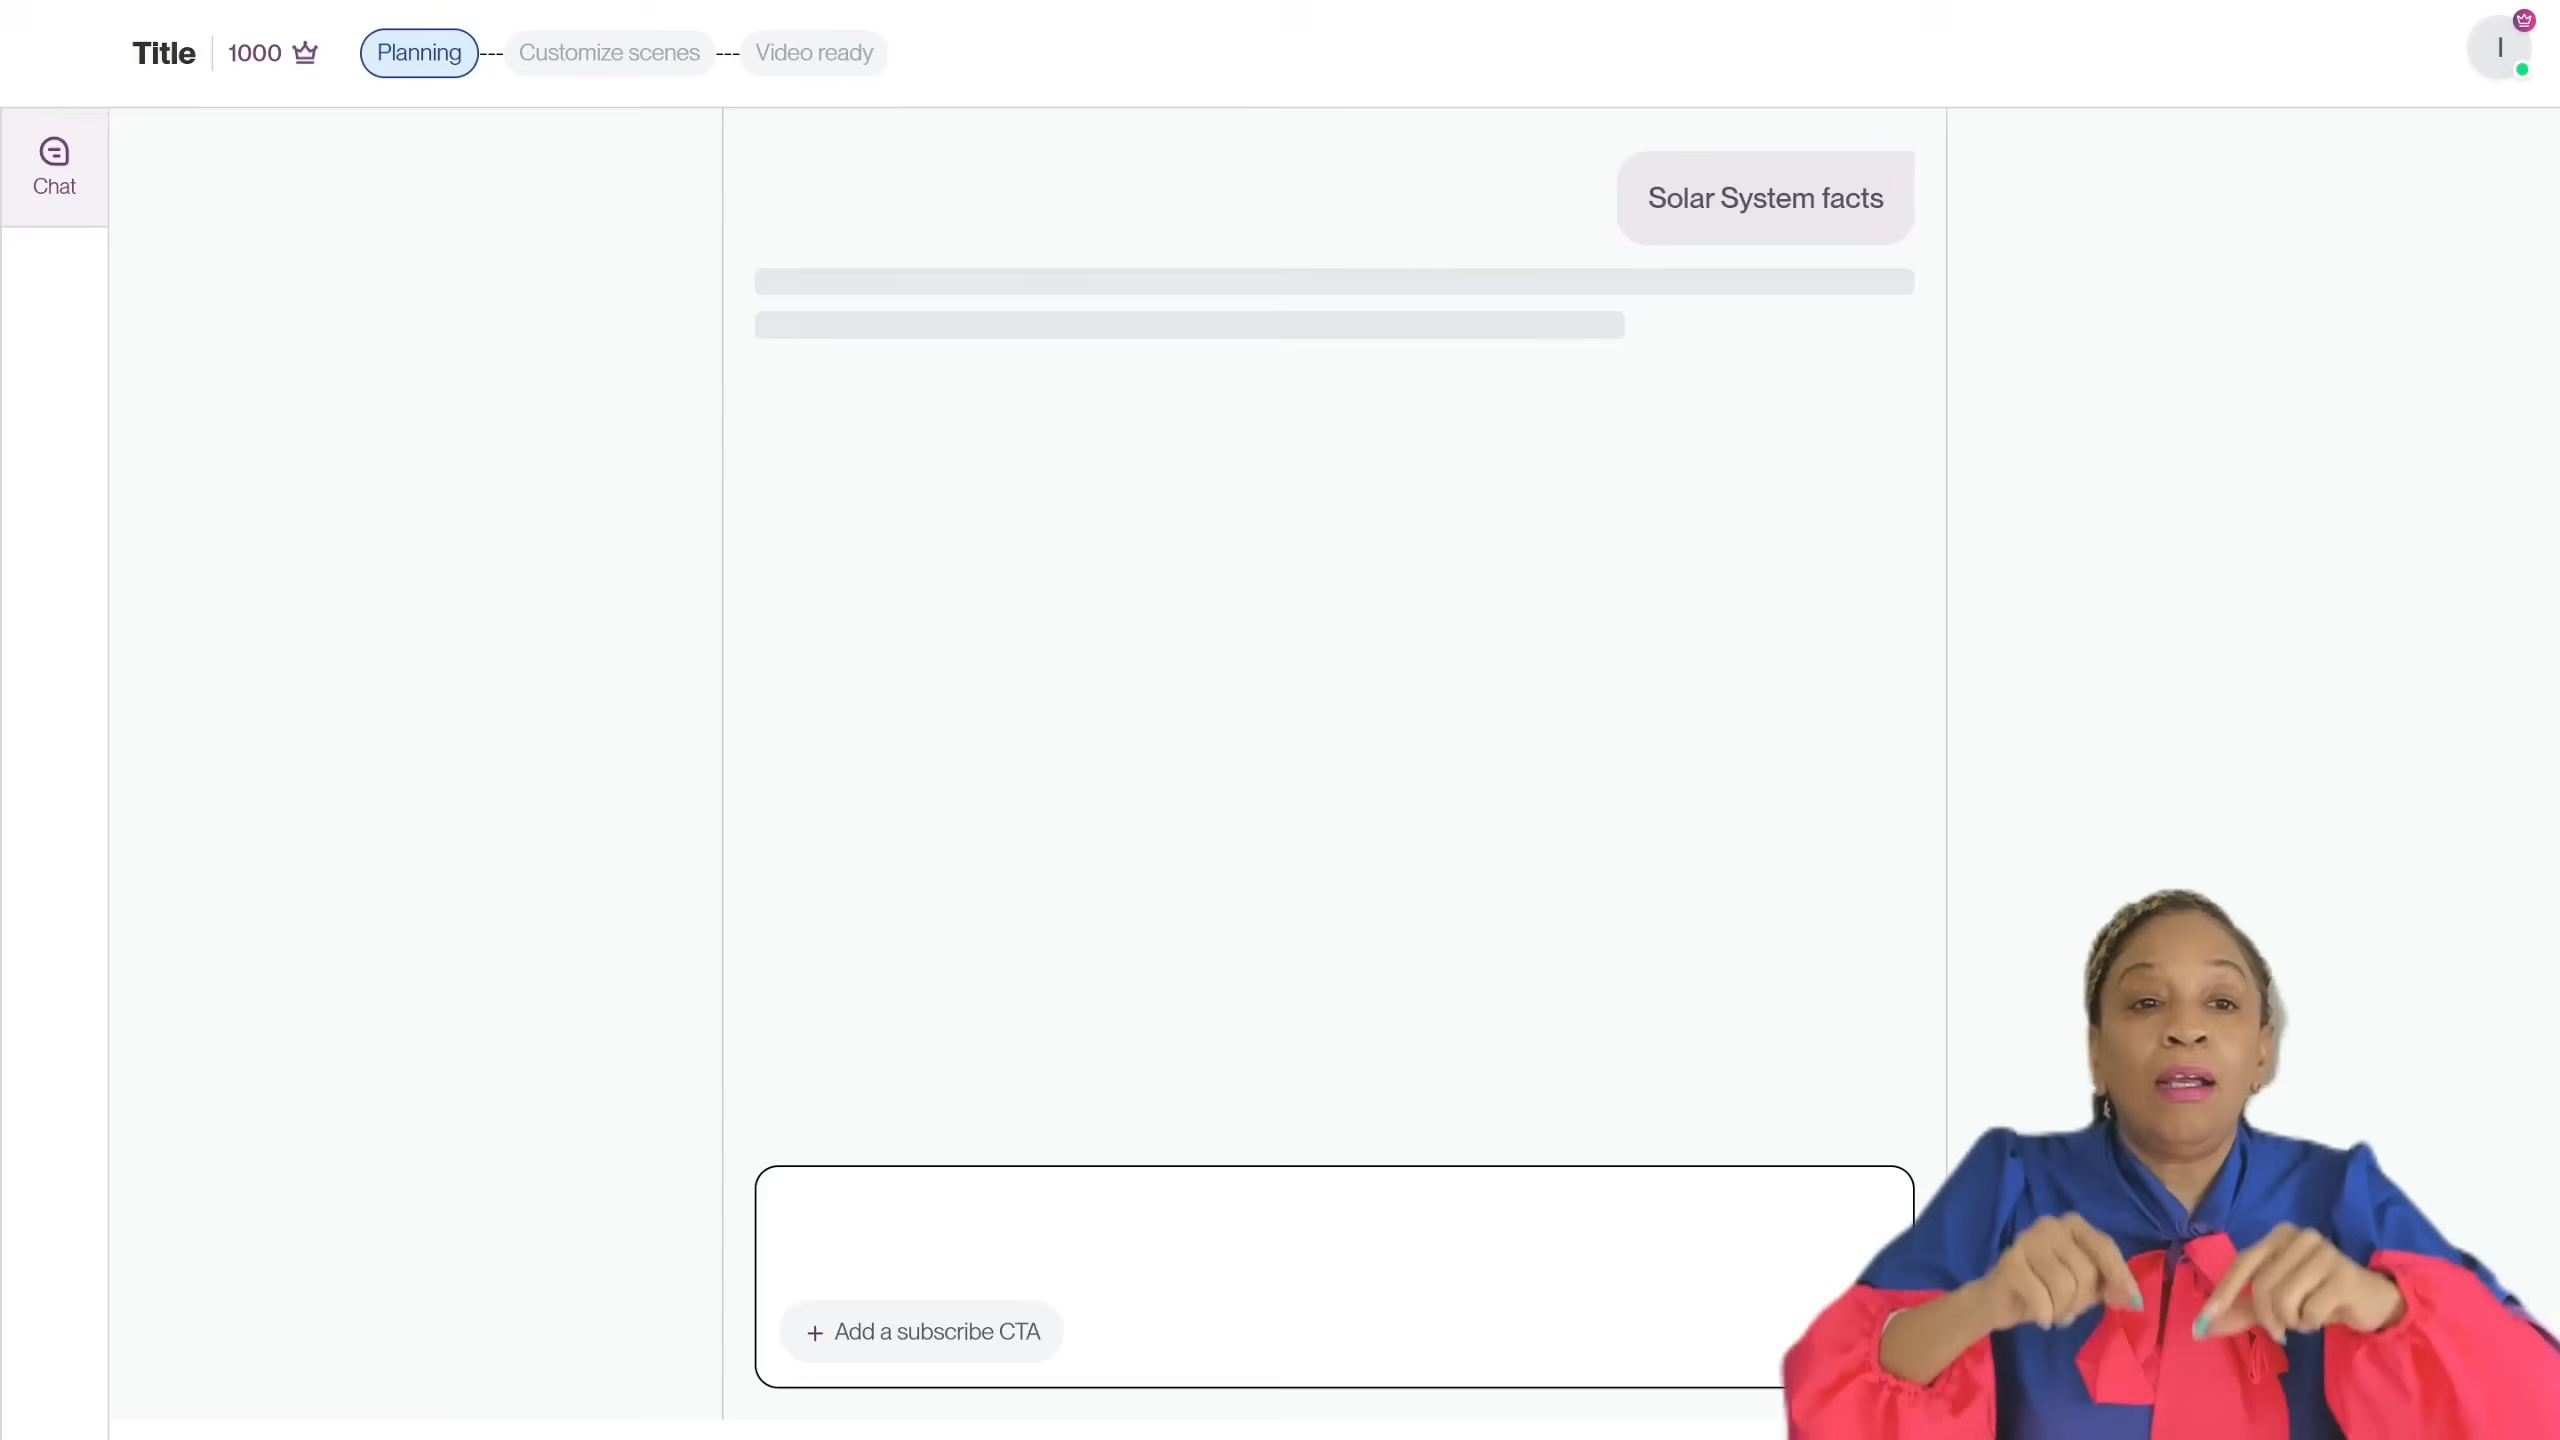 Title
1000
Planning --- Customize scenes --- Video ready
I
Chat
Solar System facts
+ Add a subscribe CTA